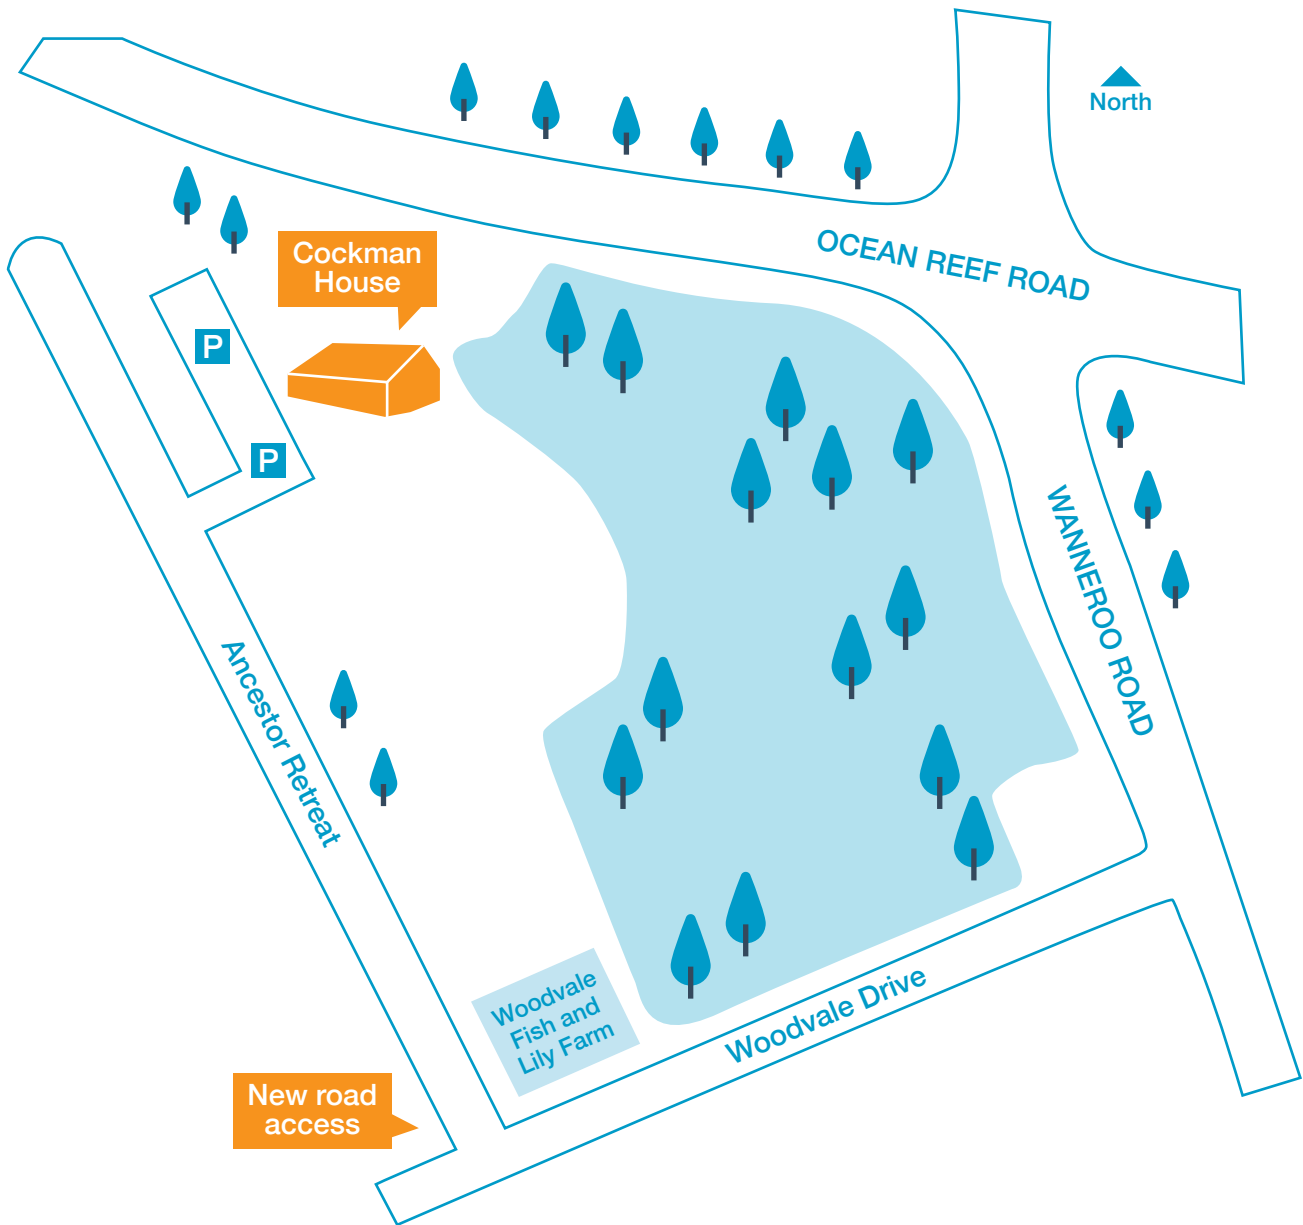 North
OCEAN REEF ROAD
Cockman
House
P
P
WANNEROO ROAD
Ancestor Retreat
Woodvale
Fish and
Lily Farm
Woodvale Drive
New road
access